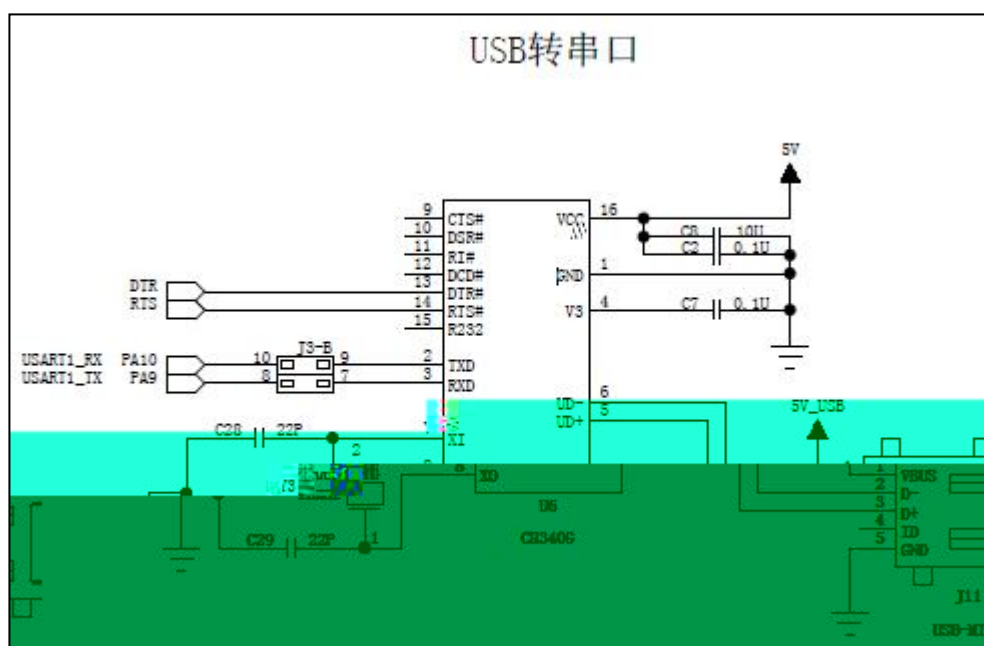 USB转串口
5V
9 CTS# VCC 16
10 DSR# C8 10U
11 RI# C2 0.1U
12 DCD# GND 1
DTR 13 DTR#
RTS 14 RTS# V3 4 C7 0.1U
15 R232
J3-B
USART1_RX PA10 10 9 2 TXD
USART1_TX PA9 8 7 3 RXD
UD- 6
UD+ 5 5V_USB
C28 22P XI
2
XO 1 VBUS
2 D-
U6 3 D+
C29 22P 1 CH340G 4 ID
5 GND
J11